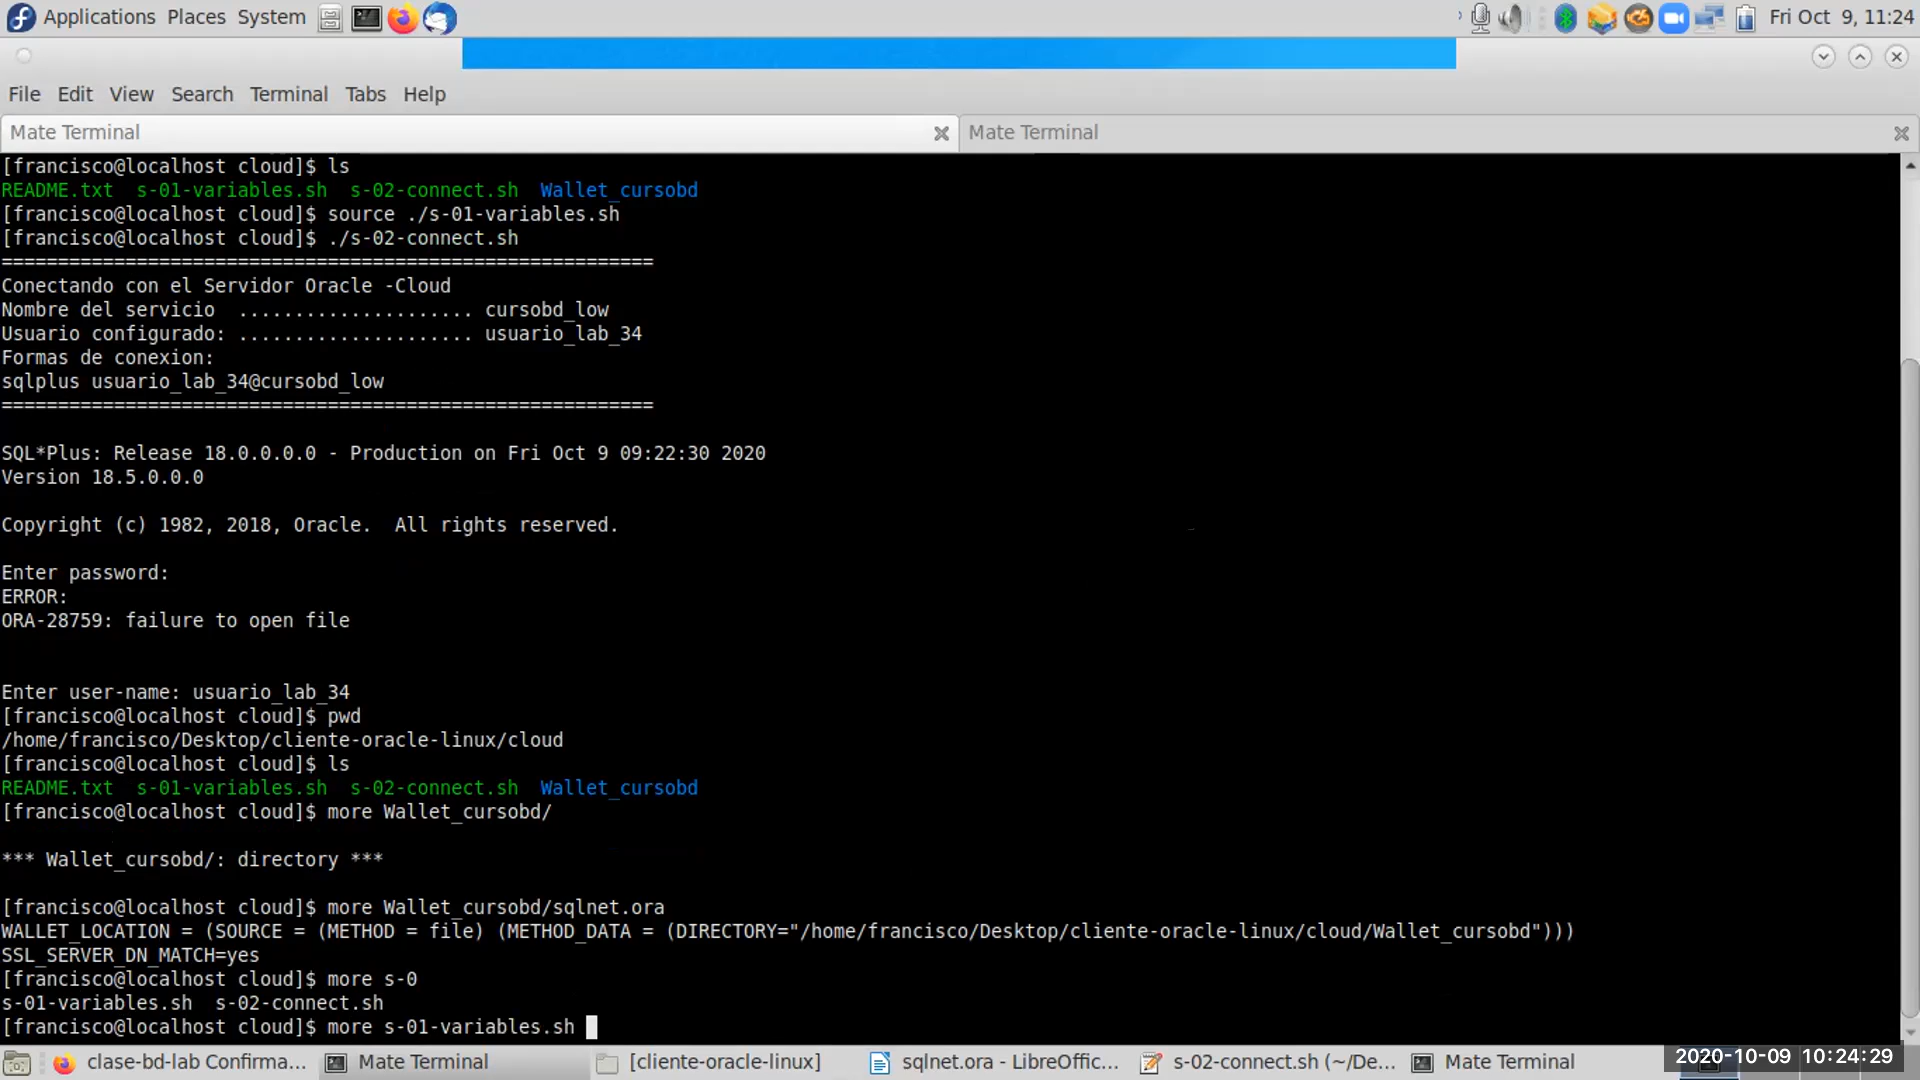 Applications Places System Fri Oct 9, 11:24
File Edit View Search Terminal Tabs Help
Mate Terminal Mate Terminal
[francisco@localhost cloud]$ ls
README.txt s-01-variables.sh s-02-connect.sh Wallet_cursobd
[francisco@localhost cloud]$ source ./s-01-variables.sh
[francisco@localhost cloud]$ ./s-02-connect.sh
==========================================================
Conectando con el Servidor Oracle -Cloud
Nombre del servicio ..................... cursobd_low
Usuario configurado: ..................... usuario_lab_34
Formas de conexion:
sqlplus usuario_lab_34@cursobd_low
==========================================================
SQL*Plus: Release 18.0.0.0.0 - Production on Fri Oct 9 09:22:30 2020
Version 18.5.0.0.0
Copyright (c) 1982, 2018, Oracle. All rights reserved.
Enter password:
ERROR:
ORA-28759: failure to open file
Enter user-name: usuario_lab_34
[francisco@localhost cloud]$ pwd
/home/francisco/Desktop/cliente-oracle-linux/cloud
[francisco@localhost cloud]$ ls
README.txt s-01-variables.sh s-02-connect.sh Wallet_cursobd
[francisco@localhost cloud]$ more Wallet_cursobd/
*** Wallet_cursobd/: directory ***
[francisco@localhost cloud]$ more Wallet_cursobd/sqlnet.ora
WALLET_LOCATION = (SOURCE = (METHOD = file) (METHOD_DATA = (DIRECTORY="/home/francisco/Desktop/cliente-oracle-linux/cloud/Wallet_cursobd")))
SSL_SERVER_DN_MATCH=yes
[francisco@localhost cloud]$ more s-0
s-01-variables.sh s-02-connect.sh
[francisco@localhost cloud]$ more s-01-variables.sh
clase-bd-lab Confirma... Mate Terminal [cliente-oracle-linux] sqlnet.ora - LibreOffic... s-02-connect.sh (~/De... Mate Terminal 2020-10-09 10:24:29